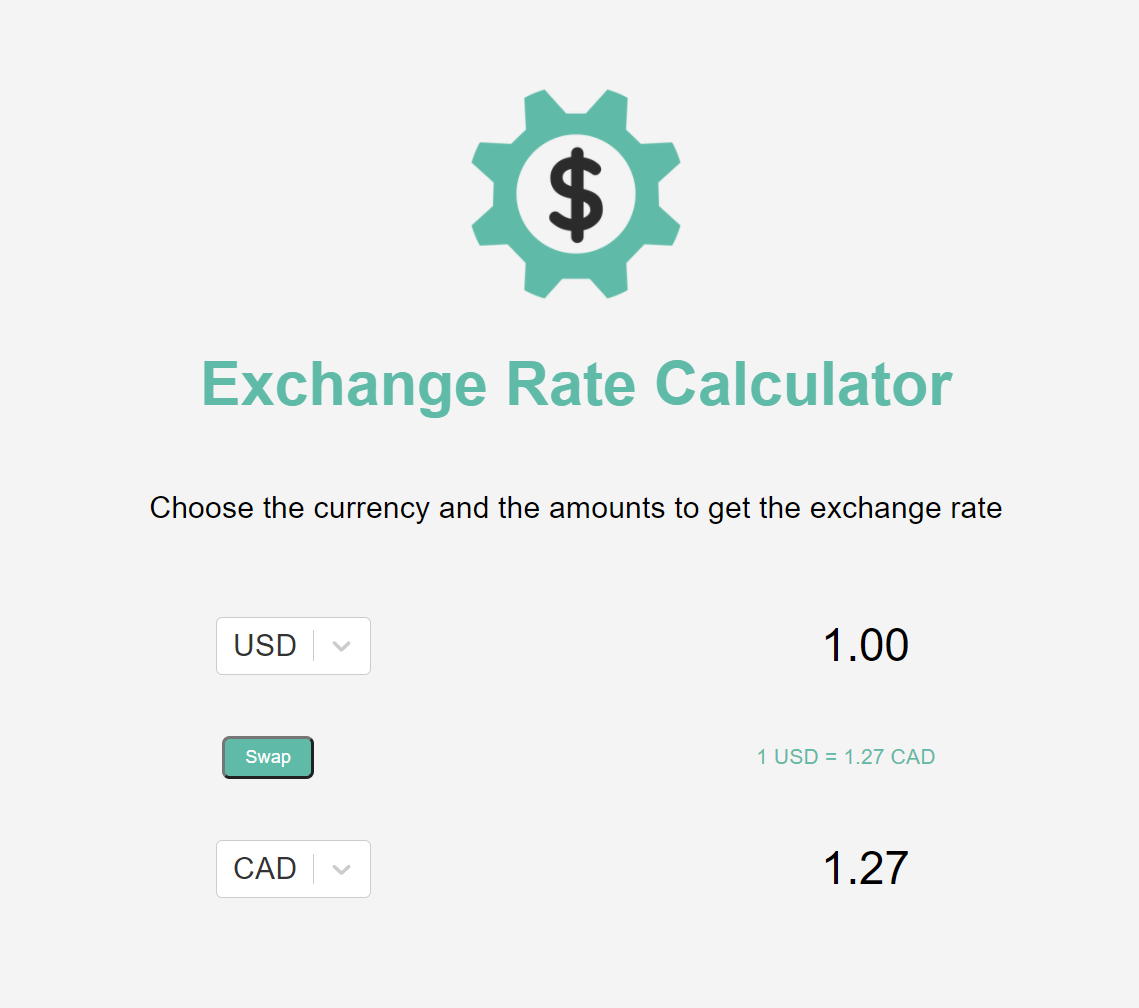 $
Exchange Rate Calculator
Choose the currency and the amounts to get the exchange rate
USD 1.00
Swap 1 USD = 1.27 CAD
CAD 1.27